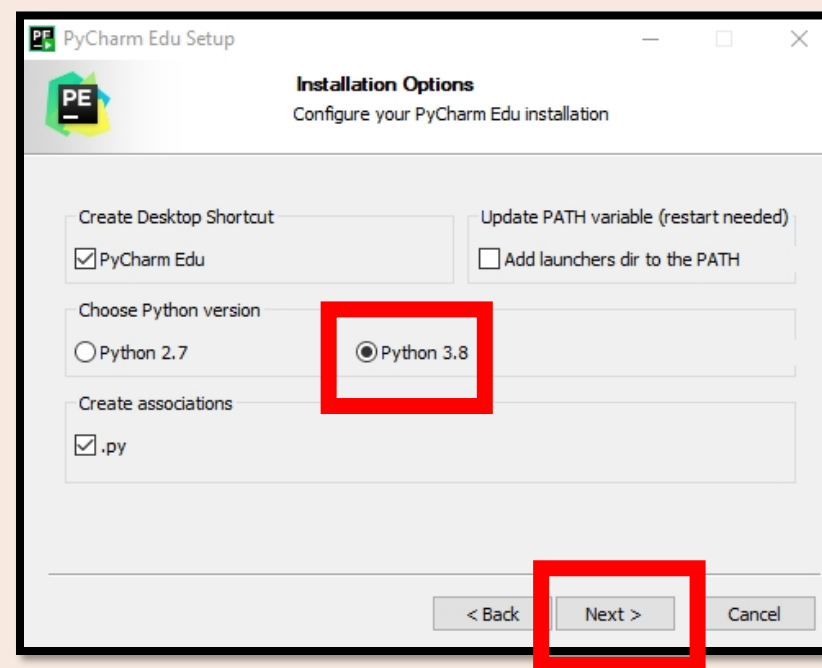 PyCharm Edu Setup
PE
Installation Options
Configure your PyCharm Edu installation
Create Desktop Shortcut
PyCharm Edu
Update PATH variable (restart needed)
Add launchers dir to the PATH
Choose Python version
Python 2.7
Python 3.8
Create associations
.py
< Back
Next >
Cancel